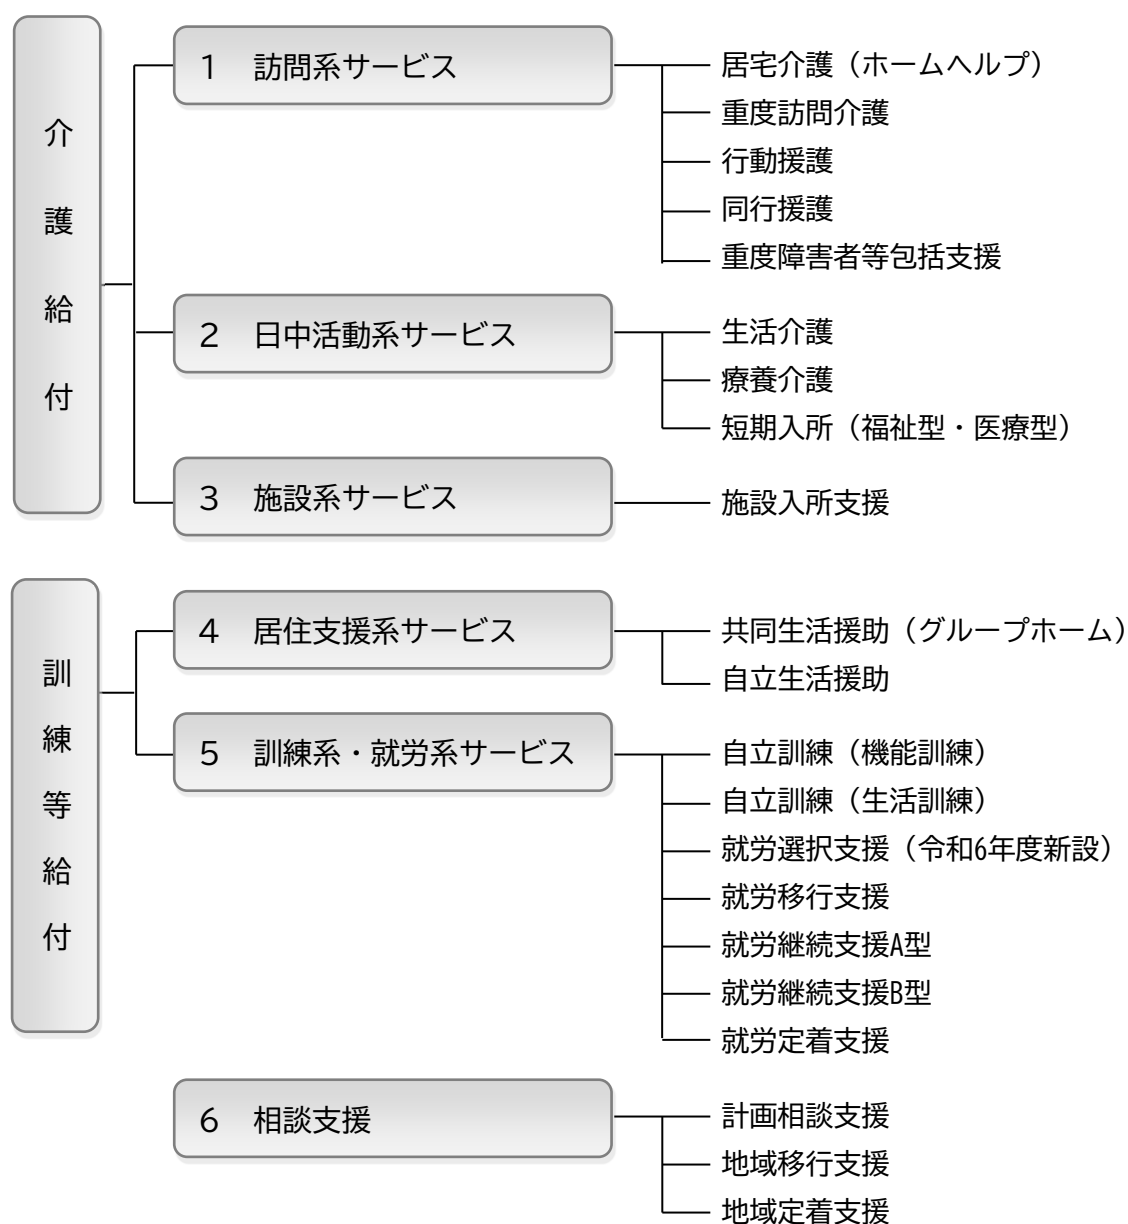 介護給付
1 訪問系サービス
居宅介護（ホームヘルプ）
重度訪問介護
行動援護
同行援護
重度障害者等包括支援
2 日中活動系サービス
生活介護
療養介護
短期入所（福祉型・医療型）
3 施設系サービス
施設入所支援
訓練等給付
4 居住支援系サービス
共同生活援助（グループホーム）
自立生活援助
5 訓練系・就労系サービス
自立訓練（機能訓練）
自立訓練（生活訓練）
就労選択支援（令和6年度新設）
就労移行支援
就労継続支援A型
就労継続支援B型
就労定着支援
6 相談支援
計画相談支援
地域移行支援
地域定着支援